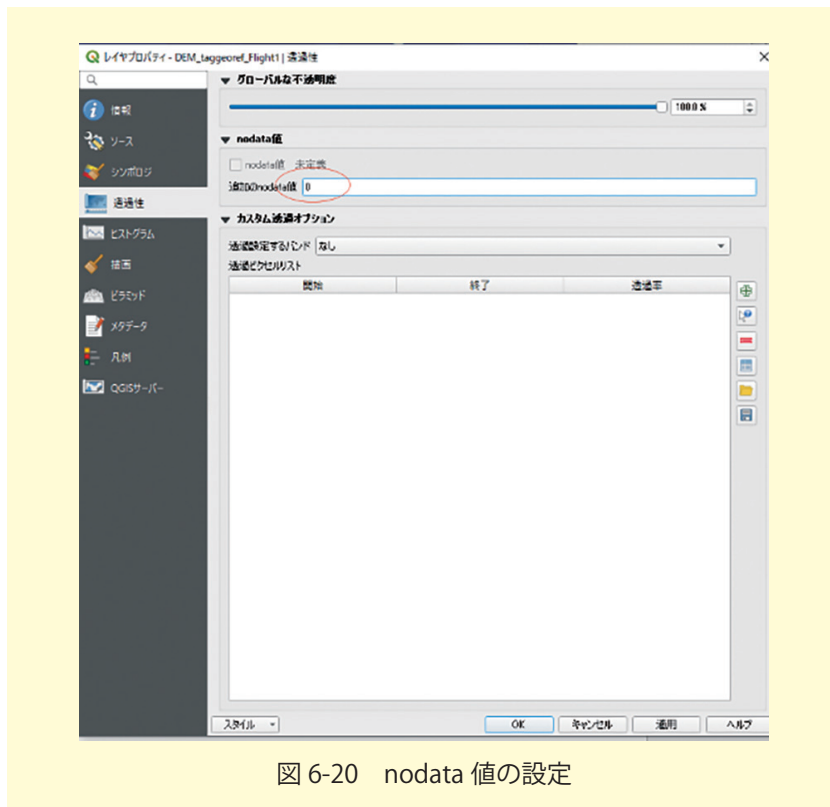 レイヤプロパティ - DEM_taggeoref_Flight1 | 透過性
情報
ソース
シンボロジ
透過性
ヒストグラム
描画
ピラミッド
メタデータ
凡例
QGISサーバー
グローバルな不透明度
100.0 %
nodata値
nodata値 未定義
追加のnodata値 0
カスタム透過オプション
透過設定するバンド なし
透過ピクセルリスト
開始 終了 透過率
スタイル OK キャンセル 適用 ヘルプ
図 6-20 nodata 値の設定